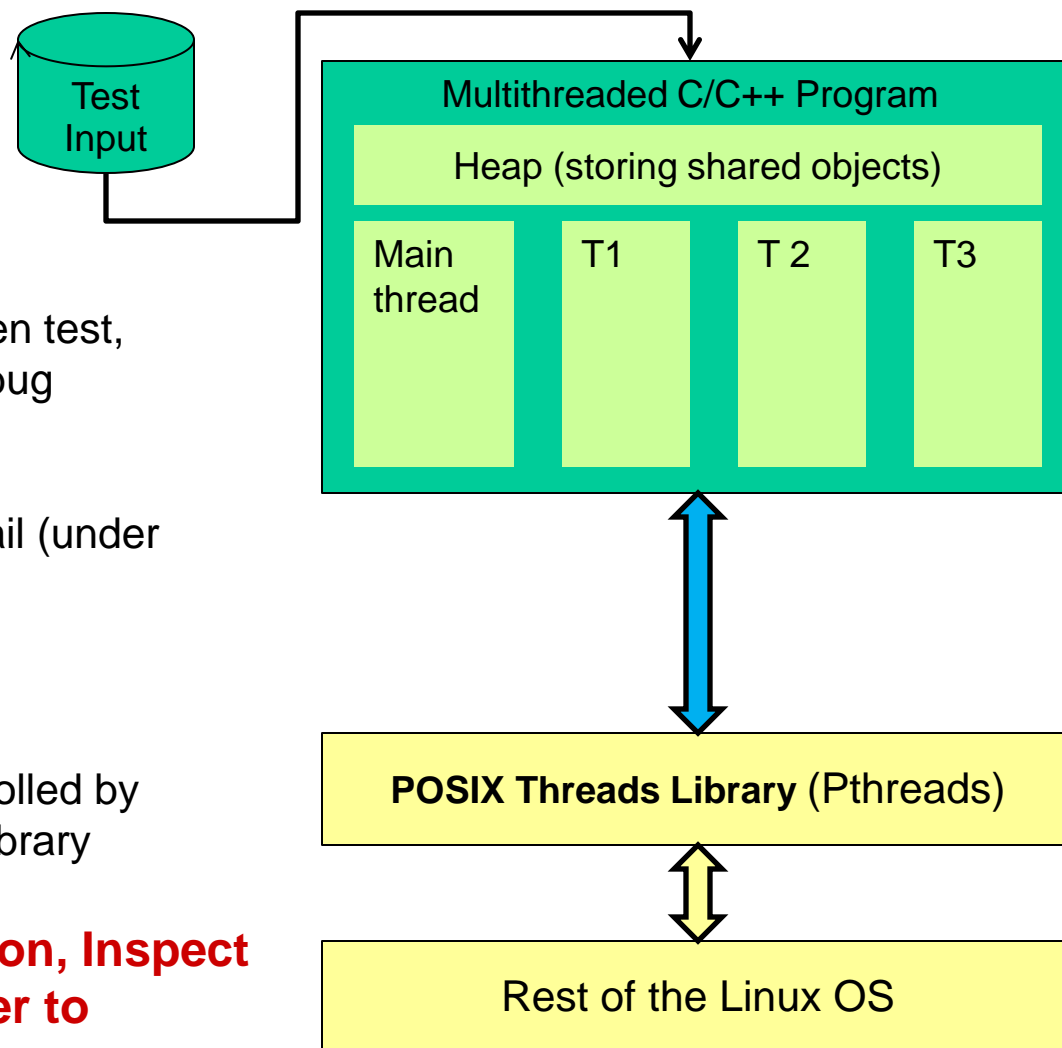 Test
Input
Multithreaded C/C++ Program
Heap (storing shared objects)
Main
thread
T1
T 2
T3
en test,
bug
ail (under
olled by
brary
on, Inspect
er to
POSIX Threads Library (Pthreads)
Rest of the Linux OS